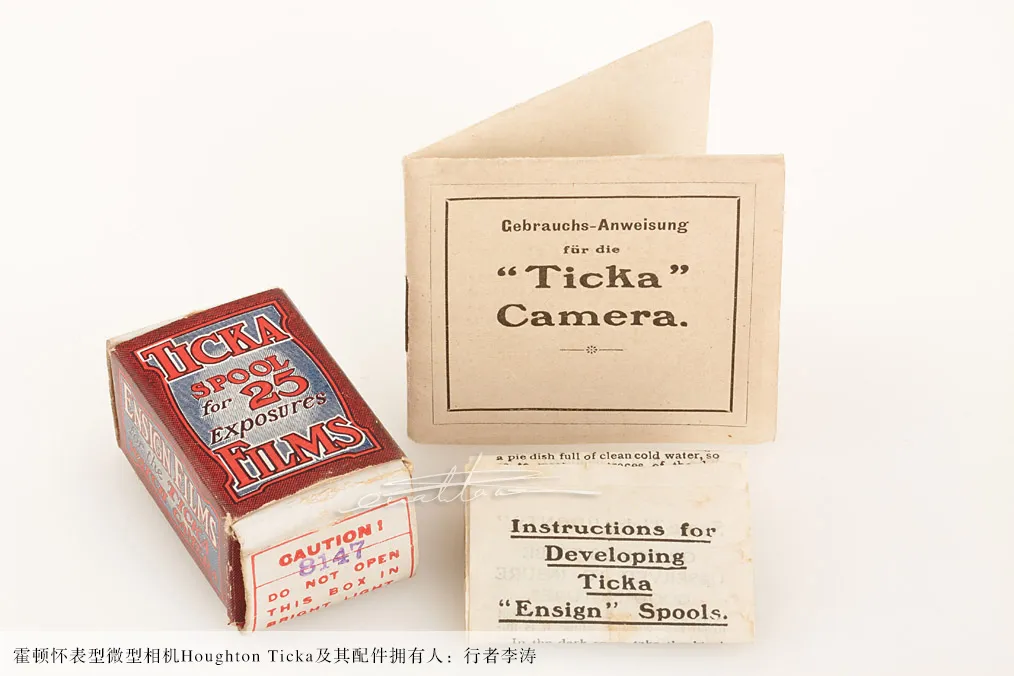 Gebrauchs-Anweisung
für die
“Ticka”
Camera.
TICKA
SPOOL
for 25
Exposures
FILMS
ENSIGN FILMS
CAUTION!
8147
DO NOT OPEN
THIS BOX IN
BRIGHT LIGHT
a pie dish full of clean cold water, so
Instructions for
Developing
Ticka
“Ensign” Spools.
霍顿怀表型微型相机Houghton Ticka及其配件拥有人：行者李涛